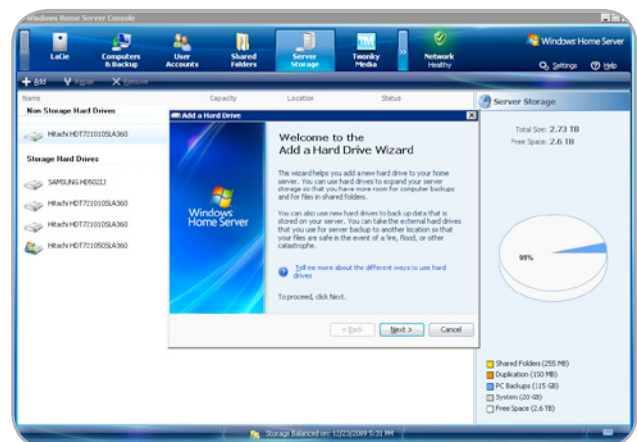 Windows Home Server Console
LaCie
Computers & Backup
User Accounts
Shared Folders
Server Storage
Twonky Media
Network Healthy
Windows Home Server
Settings
Help
Add
Repair
Remove
Name Capacity Location Status
Non Storage Hard Drives
Storage Hard Drives
Add a Hard Drive
Welcome to the
Add a Hard Drive Wizard
This wizard helps you add a new hard drive to your home
server. You can use hard drives to expand your server
storage so that you have more room for computer backups
and for files in shared folders.
You can also use new hard drives to back up data that is
stored on your server. You can take the external hard drives
that you use for server backup to another location so that
your files are safe in the event of a fire, flood, or other
catastrophe.
Tell me more about the different ways to use hard
drives
To proceed, click Next.
< Back Next > Cancel
Windows
Home Server
Server Storage
Total Size: 2.73 TB
Free Space: 2.6 TB
95%
Shared Folders (255 MB)
Duplication (150 MB)
PC Backups (115 GB)
System (20 GB)
Free Space (2.6 TB)
Storage Balanced on: 12/23/2009 5:31 PM